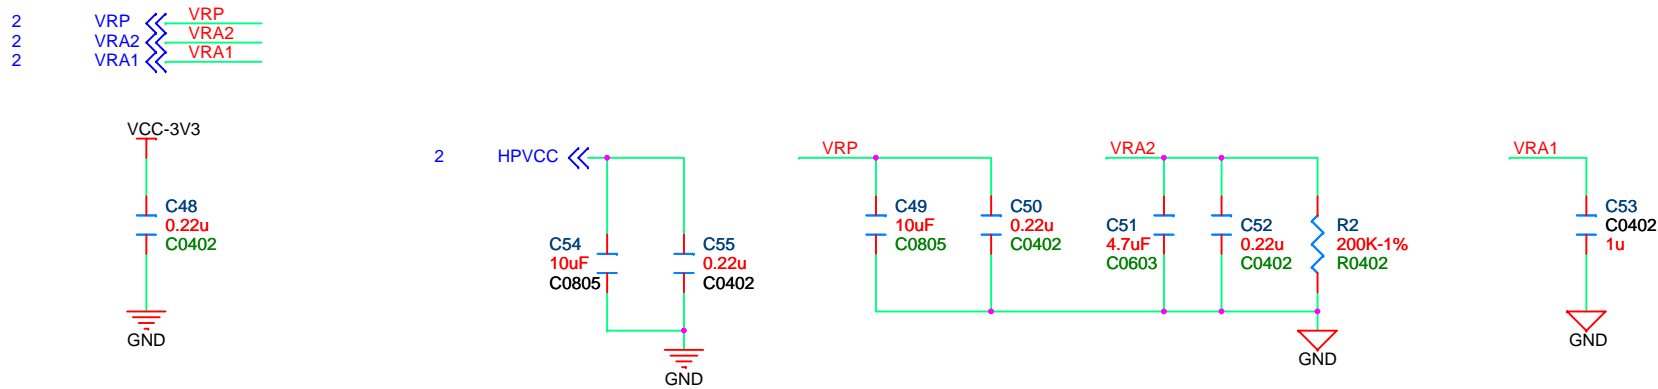 2 VRP VRP
2 VRA2 VRA2
2 VRA1 VRA1
VCC-3V3
C48
0.22u
C0402
GND
2 HPVCC
C54
10uF
C0805
C55
0.22u
C0402
GND
VRP
C49
10uF
C0805
C50
0.22u
C0402
VRA2
C51
4.7uF
C0603
C52
0.22u
C0402
R2
200K-1%
R0402
GND
VRA1
C53
C0402
1u
GND